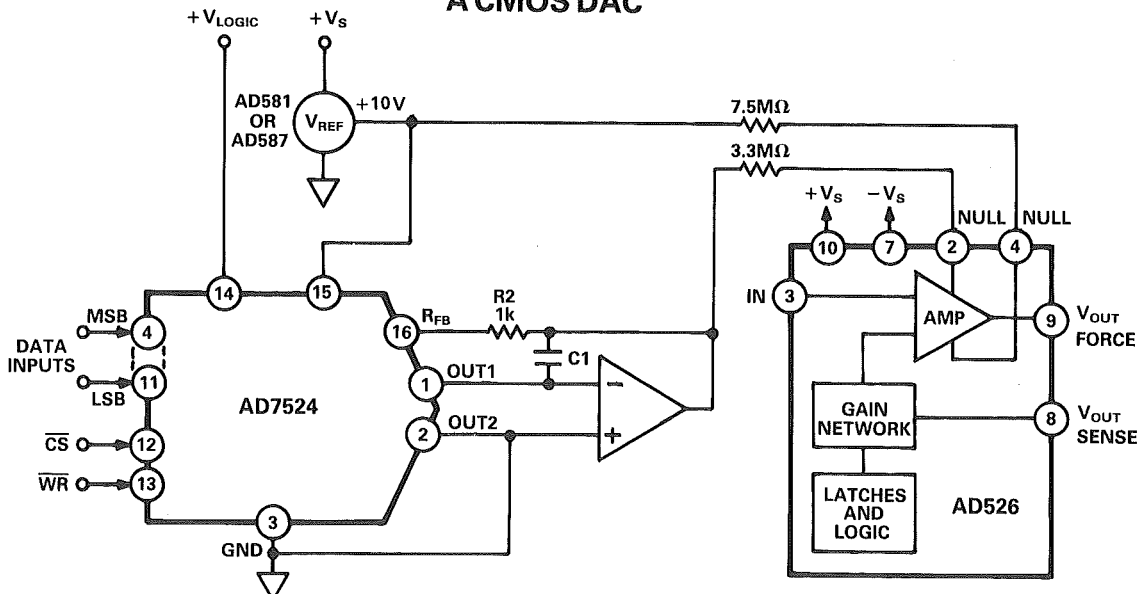 A CMOS DAC
+VLOGIC
+VS
AD581
OR
AD587
VREF
+10V
7.5MΩ
3.3MΩ
+VS
−VS
NULL
NULL
14
15
10
7
2
4
IN
3
AMP
9
VOUT
FORCE
GAIN
NETWORK
8
VOUT
SENSE
LATCHES
AND
LOGIC
AD526
MSB
4
DATA
INPUTS
LSB
11
CS
12
WR
13
AD7524
16
RFB
R2
1k
C1
1
OUT1
2
OUT2
−
+
3
GND